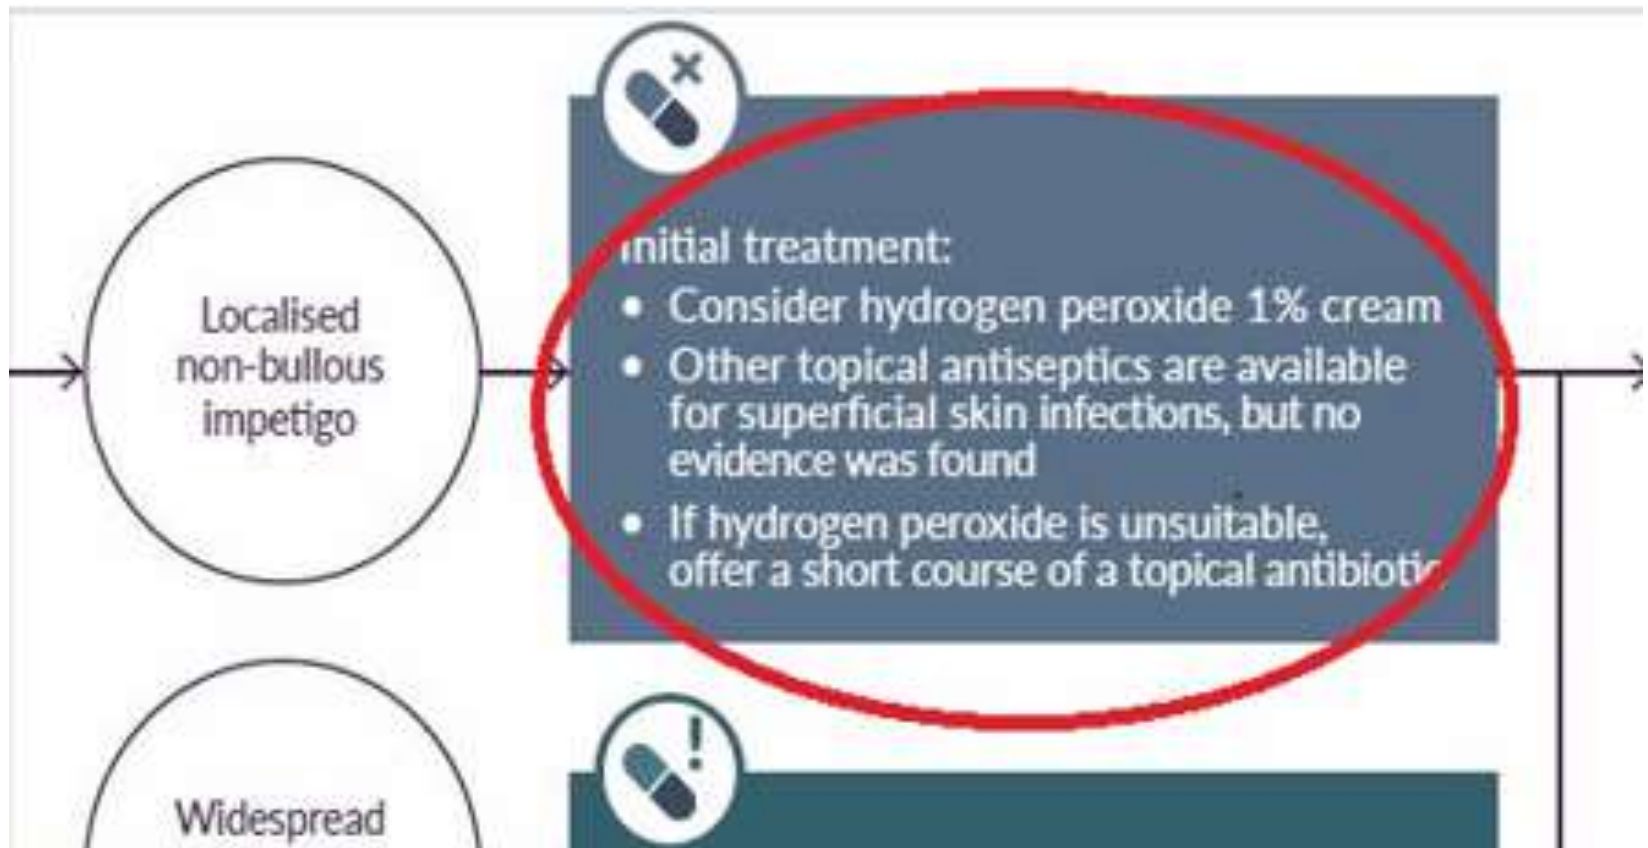 Localised
non-bullous
impetigo
Initial treatment:
• Consider hydrogen peroxide 1% cream
• Other topical antiseptics are available
for superficial skin infections, but no
evidence was found
• If hydrogen peroxide is unsuitable,
offer a short course of a topical antibiotic
Widespread